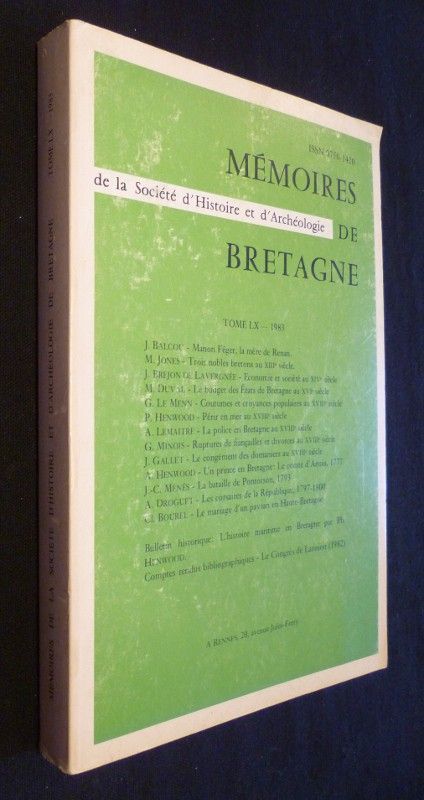 MÉMOIRES DE LA SOCIÉTÉ D'HISTOIRE ET D'ARCHÉOLOGIE DE BRETAGNE TOME LX 1983
ISSN 0750-1420
MÉMOIRES
de la Société d'Histoire et d'Archéologie
DE
BRETAGNE
TOME LX - 1983
J. BALCOU - Manon Féger, la mère de Renan.
M. JONES - Trois nobles bretons au XIIIe siècle.
J. BRÉJON DE LAVERGNÉE - Economie et société au XIVe siècle
M. DUVAL - Le budget des Etats de Bretagne au XVIe siècle
G. LE MENN - Coutumes et croyances populaires au XVIIe siècle
P. HENWOOD - Périr en mer au XVIIIe siècle
A. LEMAITRE - La police en Bretagne au XVIIIe siècle
G. MINOIS - Ruptures de fiançailles et divorces au XVIIIe siècle
J. GALLET - Le congément des domaniers au XVIIIe siècle
A. HENWOOD - Un prince en Bretagne: Le comte d'Artois, 1777
J.-C. MENÈS - La bataille de Pontorson, 1793
A. DROGUET - Les corsaires de la République, 1797-1800
C. BOUREL - Le mariage d'un paysan en Haute-Bretagne
Bulletin historique: L'histoire maritime en Bretagne par Ph.
HENWOOD.
Comptes rendus bibliographiques - Le Congrès de Lannion (1982)
A RENNES, 20, avenue Jules-Ferry